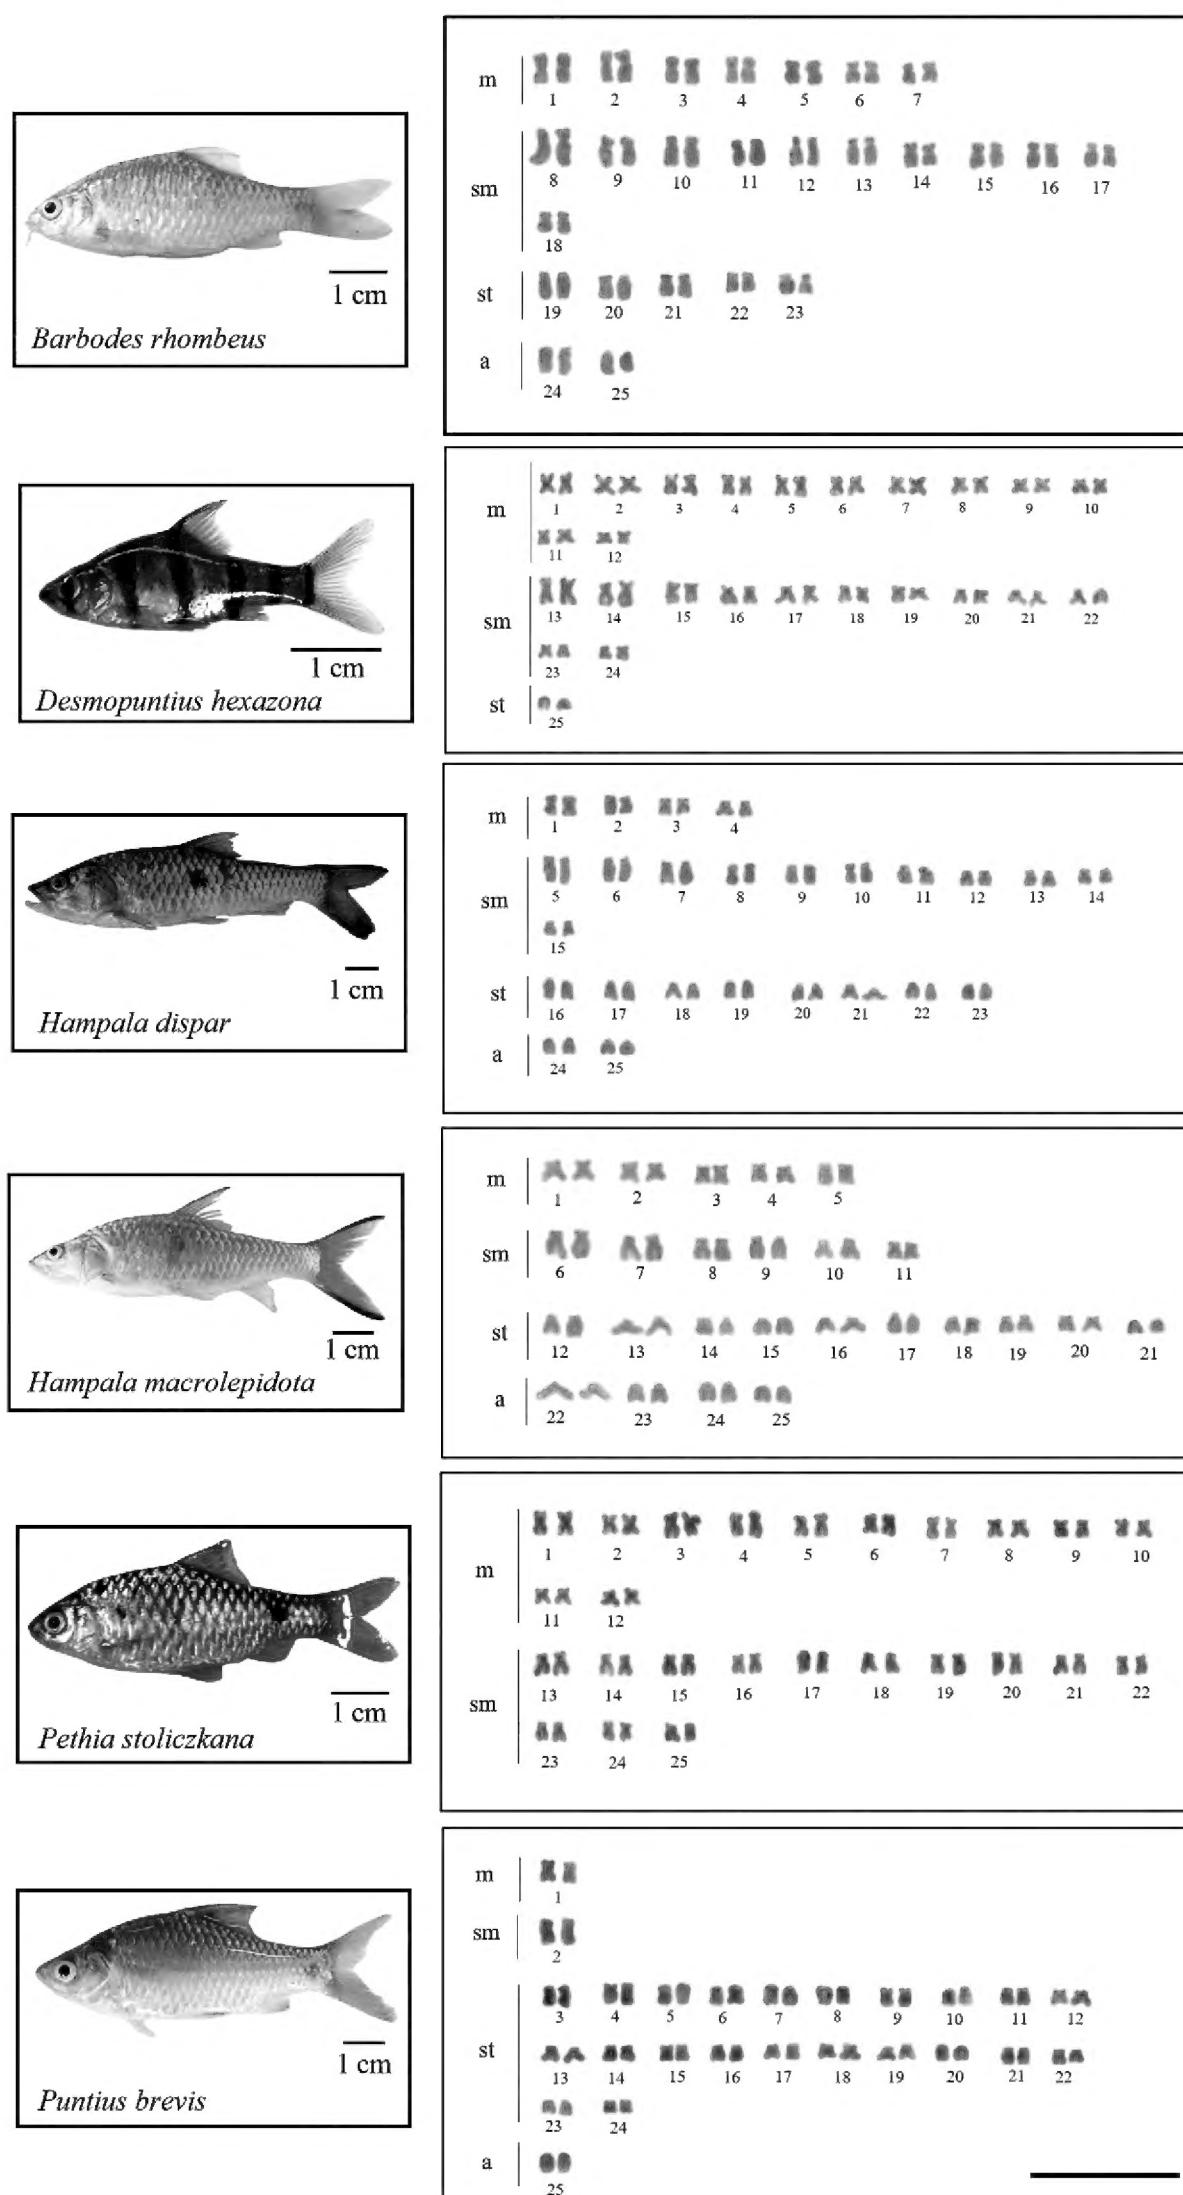 m
1 2 3 4 5 6 7
sm
8 9 10 11 12 13 14 15 16 17
18
st
19 20 21 22 23
a
24 25
1 cm
Barbodes rhombeus
m
1 2 3 4 5 6 7 8 9 10
11 12
sm
13 14 15 16 17 18 19 20 21 22
23 24
st
25
1 cm
Desmopuntius hexazona
m
1 2 3 4
sm
5 6 7 8 9 10 11 12 13 14
15
st
16 17 18 19 20 21 22 23
a
24 25
1 cm
Hampala dispar
m
1 2 3 4 5
sm
6 7 8 9 10 11
st
12 13 14 15 16 17 18 19 20 21
a
22 23 24 25
1 cm
Hampala macrolepidota
m
1 2 3 4 5 6 7 8 9 10
11 12
sm
13 14 15 16 17 18 19 20 21 22
23 24 25
1 cm
Pethia stoliczkana
m
1
sm
2
st
3 4 5 6 7 8 9 10 11 12
13 14 15 16 17 18 19 20 21 22
23 24
a
25
1 cm
Puntius brevis